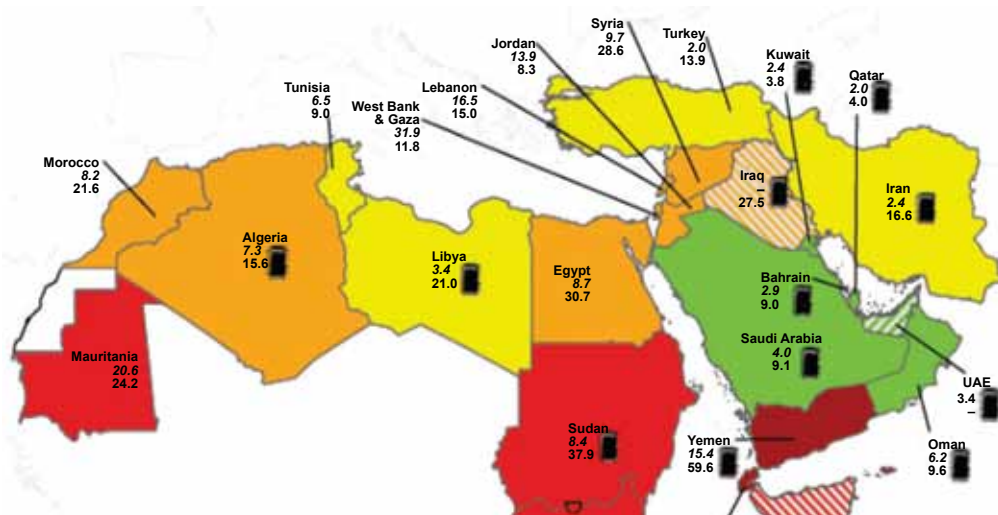 Syria
9.7
28.6
Turkey
2.0
13.9
Jordan
13.9
8.3
Kuwait
2.4
3.8
Qatar
2.0
4.0
Tunisia
6.5
9.0
Lebanon
16.5
15.0
West Bank
& Gaza
31.9
11.8
Morocco
8.2
21.6
Iraq
–
27.5
Iran
2.4
16.6
Algeria
7.3
15.6
Libya
3.4
21.0
Egypt
8.7
30.7
Bahrain
2.9
9.0
Saudi Arabia
4.0
9.1
Mauritania
20.6
24.2
UAE
3.4
–
Sudan
8.4
37.9
Yemen
15.4
59.6
Oman
6.2
9.6